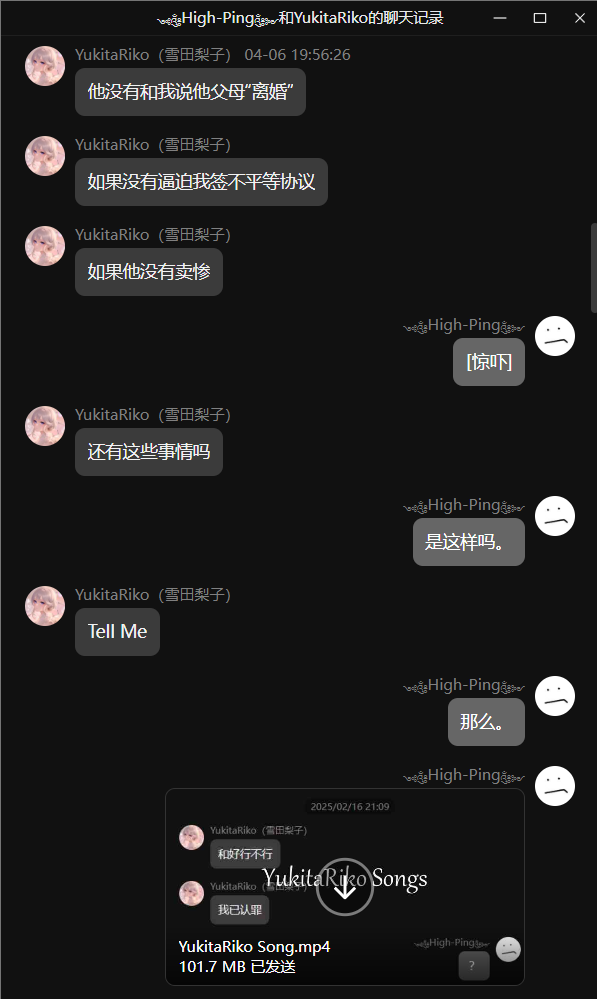 High-Ping和YukitaRiko的聊天记录
YukitaRiko（雪田梨子） 04-06 19:56:26
他没有和我说他父母“离婚”
YukitaRiko（雪田梨子）
如果没有逼迫我签不平等协议
YukitaRiko（雪田梨子）
如果他没有卖惨
High-Ping
[惊吓]
YukitaRiko（雪田梨子）
还有这些事情吗
High-Ping
是这样吗。
YukitaRiko（雪田梨子）
Tell Me
High-Ping
那么。
High-Ping
2025/02/16 21:09
YukitaRiko（雪田梨子）
和好行不行
YukitaRiko Songs
YukitaRiko（雪田梨子）
我已认罪
High-Ping
?
YukitaRiko Song.mp4
101.7 MB 已发送